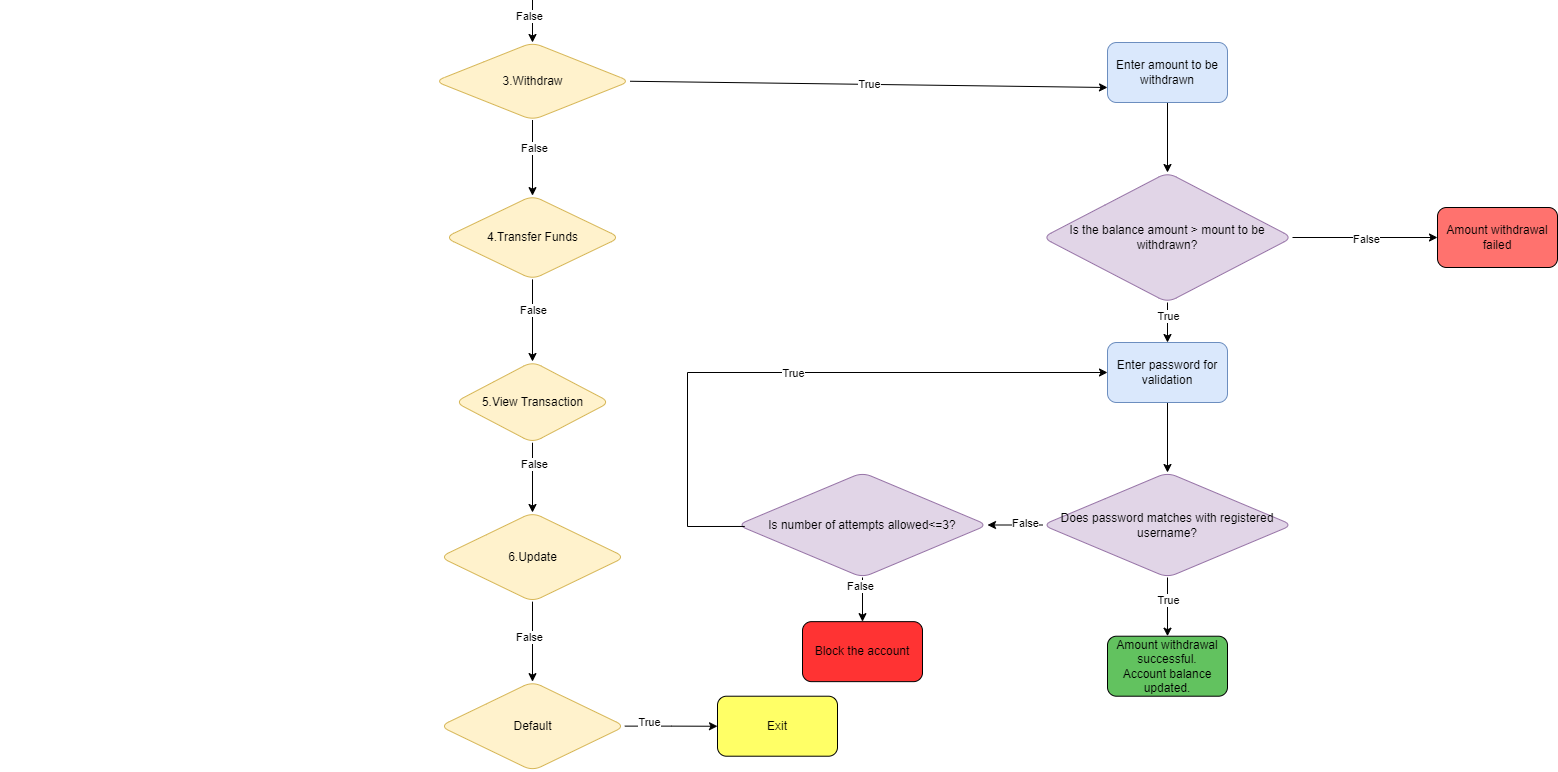 False
3.Withdraw
True
Enter amount to be
withdrawn
False
4.Transfer Funds
Is the balance amount > mount to be
withdrawn?
False
Amount withdrawal
failed
False
True
Enter password for
validation
True
5.View Transaction
False
Is number of attempts allowed<=3?
False
Does password matches with registered
username?
6.Update
False
True
False
Block the account
Amount withdrawal
successful.
Account balance
updated.
Default
True
Exit